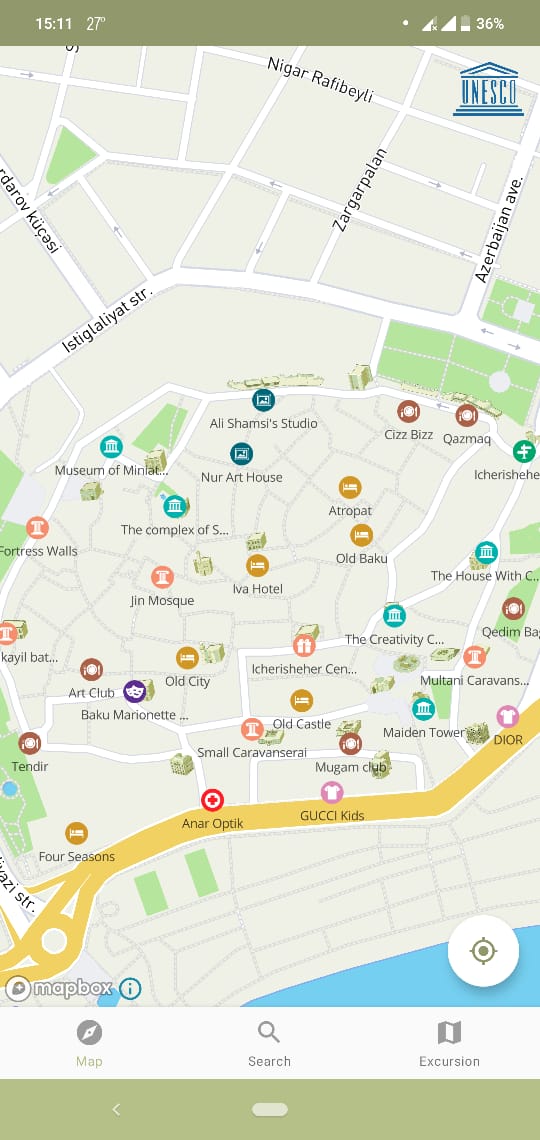 15:11 27° 36%
Nigar Rafibeyli
UNESCO
Zargarpalan
Azerbaijan ave.
rdarov küçəsi
Istiglaliyat str.
Ali Shamsi's Studio
Cizz Bizz
Qazmaq
Museum of Miniat...
Nur Art House
Icherishehe
Atropat
The complex of S...
Fortress Walls
Old Baku
Iva Hotel
The House With C...
Jin Mosque
The Creativity C...
Qedim Bag
kayil bat...
Icherisheher Cen...
Multani Caravans...
Old City
Art Club
Baku Marionette ...
Old Castle
Maiden Tower
DIOR
Small Caravanserai
Tendir
Mugam club
GUCCI Kids
Anar Optik
Four Seasons
iyazi str.
mapbox
Map
Search
Excursion